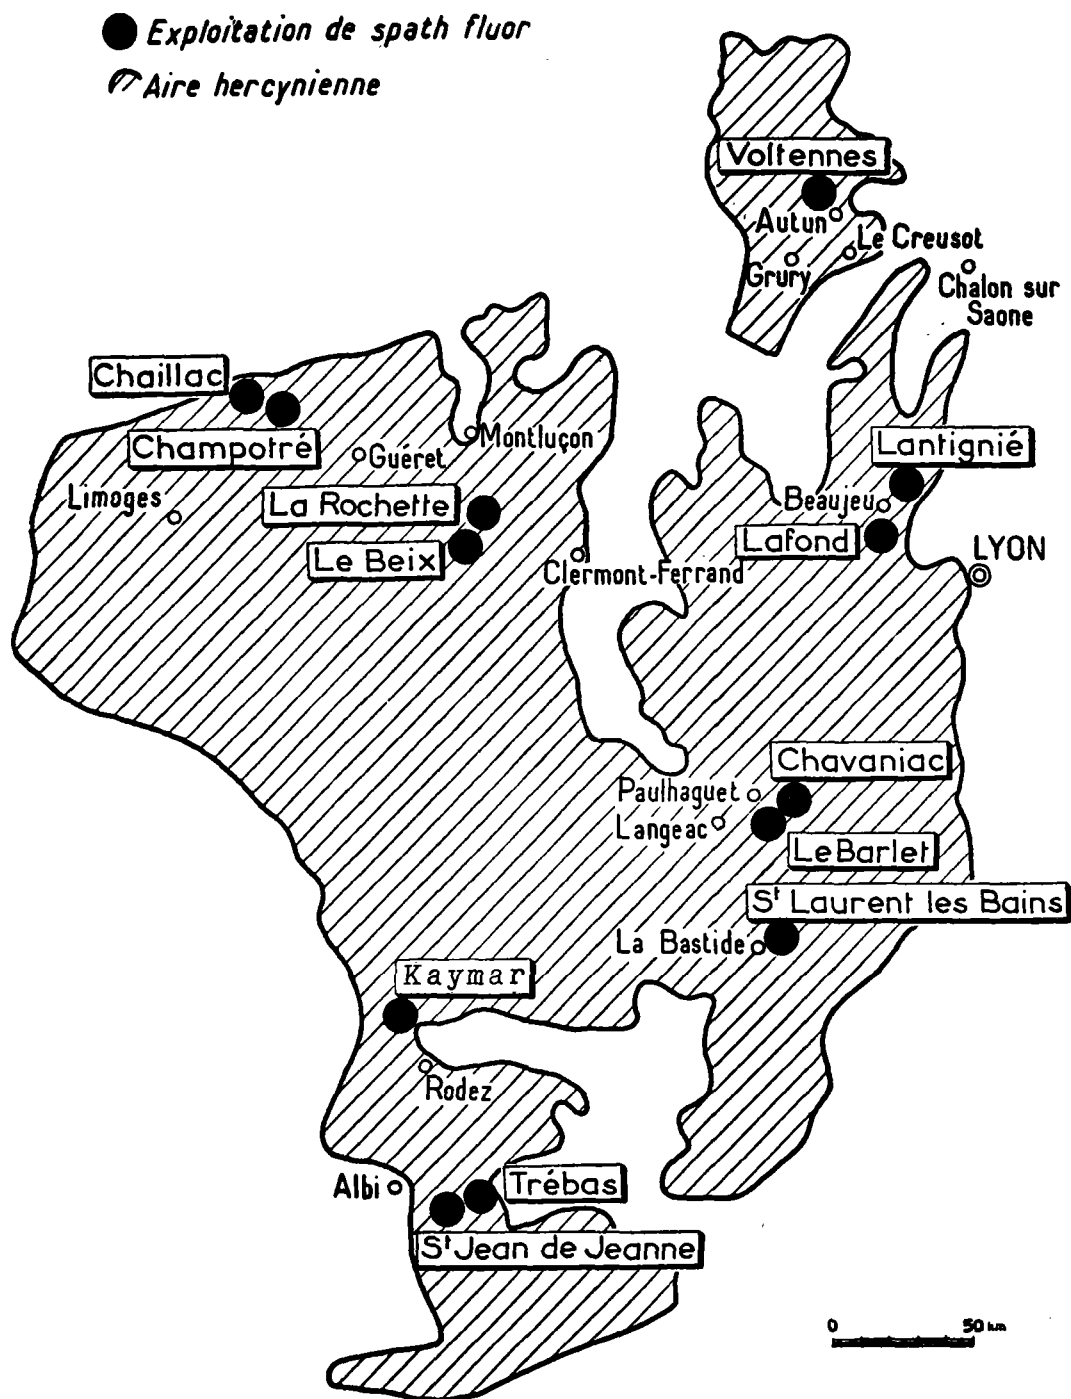 Exploitation de spath fluor
Aire hercynienne
Voltennes
Autun
Le Creusot
Grury
Chalon sur
Saone
Chaillac
Champotré
Guéret
Montluçon
Lantignié
Limoges
La Rochette
Beaujeu
Le Beix
Clermont-Ferrand
Lafond
LYON
Chavaniac
Paulhaguet
Langeac
Le Barlet
St Laurent les Bains
La Bastide
Kaymar
Rodez
Albi
Trébas
St Jean de Jeanne
0 50 km